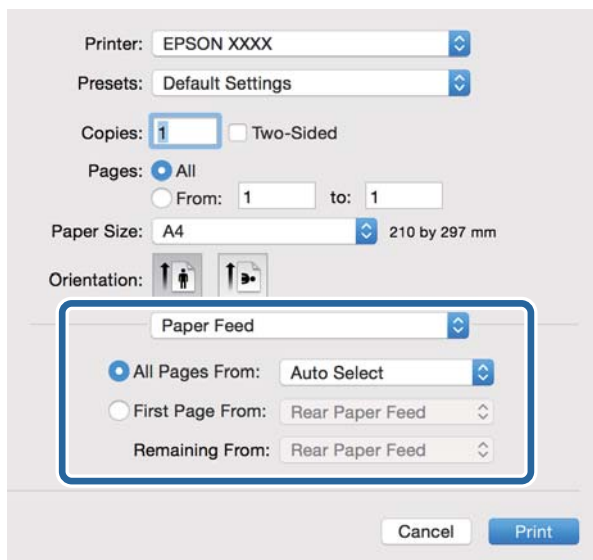 Printer: EPSON XXXX
Presets: Default Settings
Copies: 1 Two-Sided
Pages: All
From: 1 to: 1
Paper Size: A4 210 by 297 mm
Orientation:
Paper Feed
All Pages From: Auto Select
First Page From: Rear Paper Feed
Remaining From: Rear Paper Feed
Cancel Print